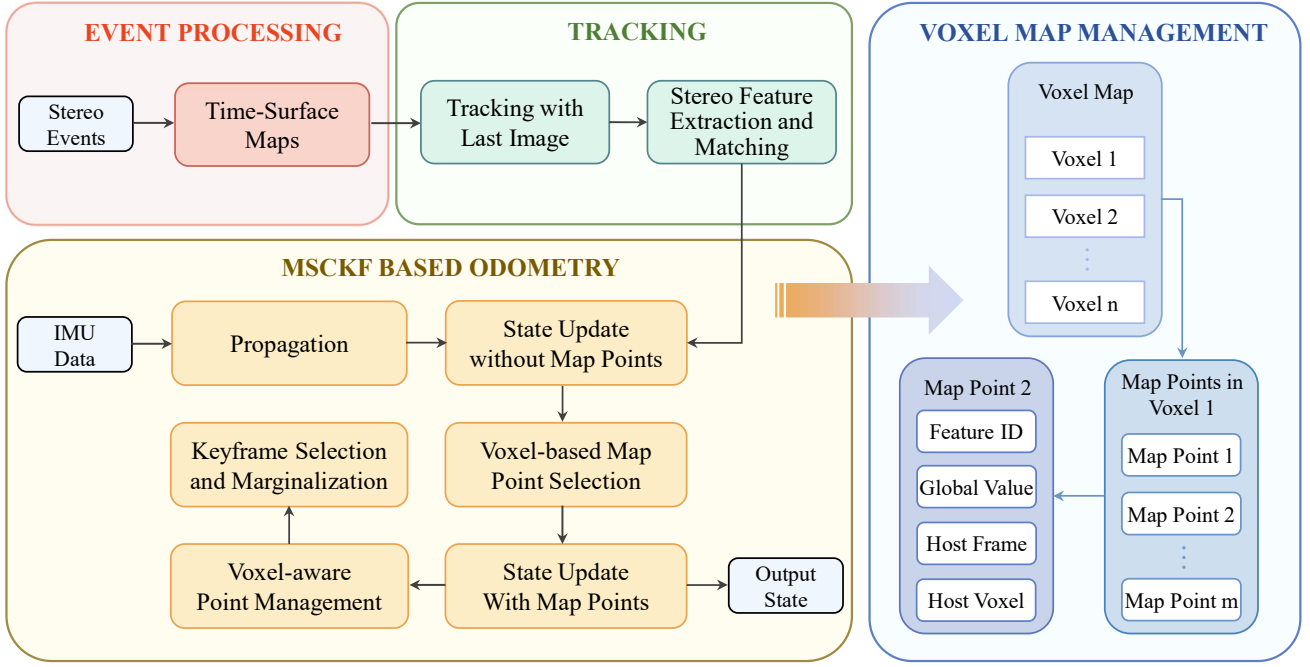 EVENT PROCESSING
Stereo
Events
Time-Surface
Maps
TRACKING
Tracking with
Last Image
Stereo Feature
Extraction and
Matching
MSCKF BASED ODOMETRY
IMU
Data
Propagation
State Update
without Map Points
Keyframe Selection
and Marginalization
Voxel-based Map
Point Selection
Voxel-aware
Point Management
State Update
With Map Points
Output
State
VOXEL MAP MANAGEMENT
Voxel Map
Voxel 1
Voxel 2
Voxel n
Map Point 2
Feature ID
Global Value
Host Frame
Host Voxel
Map Points in
Voxel 1
Map Point 1
Map Point 2
Map Point m